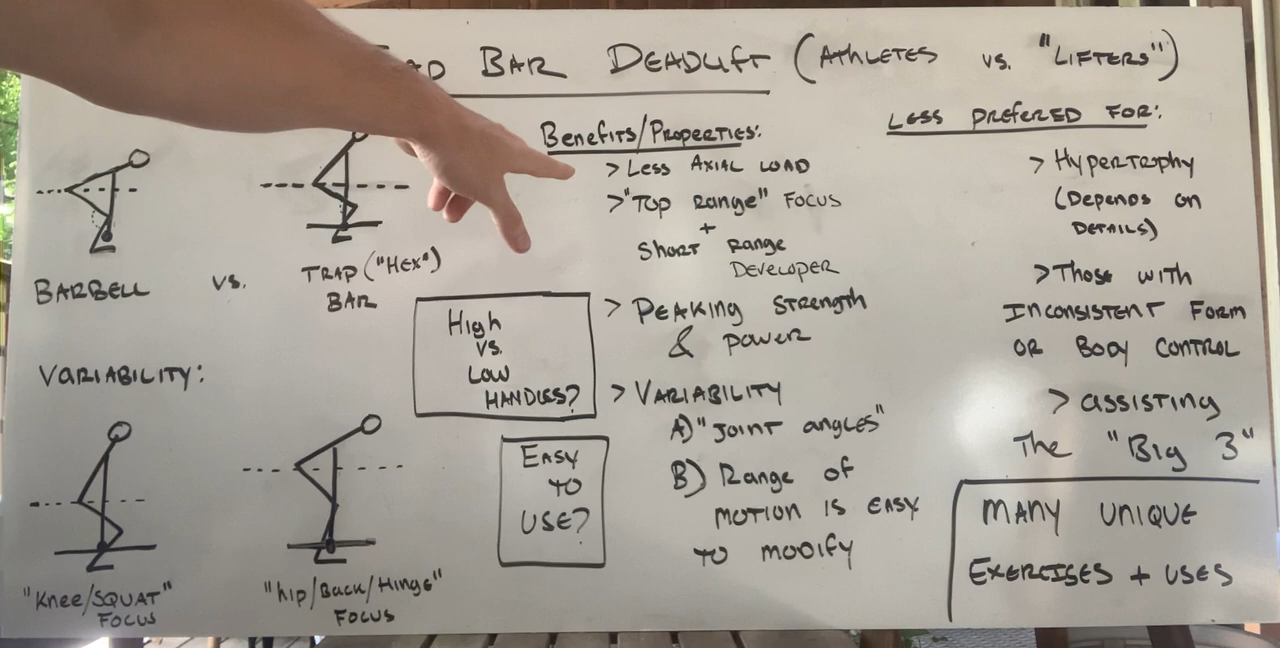 BAR DEADLIFT (ATHLETES vs. "LIFTERS")
Benefits/Properties:
> Less AXIAL LOAD
> "TOP Range" FOCUS
+
Short Range
DEVELOPER
> PEAKING STRENGTH
& POWER
> VARIABILITY
A) "JOINT angles"
B) Range of
MOTION IS EASY
TO MODIFY
LESS PREFERED FOR:
> HYPERTROPHY
(Depends on
DETAILS)
> Those with
INCONSISTENT FORM
OR BODY CONTROL
> assisting
The "Big 3"
MANY UNIQUE
EXERCISES + USES
BARBELL vs. TRAP ("HEX")
BAR
High
vs.
LOW
HANDLES?
EASY
TO
USE?
VARIABILITY:
"Knee/SQUAT"
FOCUS
"hip/Back/Hinge"
FOCUS